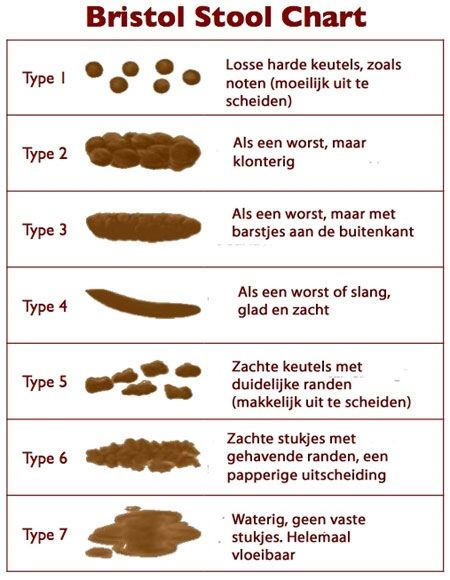 Bristol Stool Chart
Type 1
Losse harde keutels, zoals
noten (moeilijk uit te
scheiden)
Type 2
Als een worst, maar
klonterig
Type 3
Als een worst, maar met
barstjes aan de buitenkant
Type 4
Als een worst of slang,
glad en zacht
Type 5
Zachte keutels met
duidelijke randen
(makkelijk uit te scheiden)
Type 6
Zachte stukjes met
gehavende randen, een
papperige uitscheiding
Type 7
Waterig, geen vaste
stukjes. Helemaal
vloeibaar